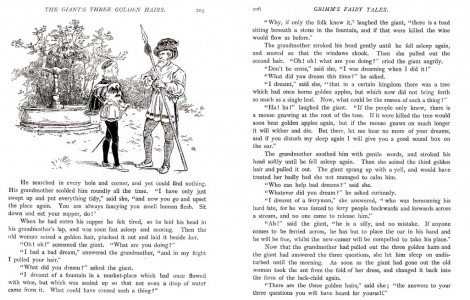 THE GIANT'S THREE GOLDEN HAIRS. 205
He searched in every hole and corner, and yet could find nothing.
His grandmother scolded him roundly all the time. "I have only just
swept up and put everything tidy," said she, "and now you go and upset
the place again. You are always fancying you smell human flesh. Sit
down and eat your supper, do!"
When he had eaten his supper he felt tired, so he laid his head in
his grandmother's lap, and was soon fast asleep and snoring. Then the
old woman seized a golden hair, plucked it out and laid it beside her.
"Oh! oh!" screamed the giant. "What are you doing?"
"I had a bad dream," answered the grandmother, "and in my fright
I pulled your hair."
"What did you dream?" asked the giant.
"I dreamt of a fountain in a market-place which had once flowed
with wine, but which was sealed up so that not even a drop of water
came from it. What could have caused such a thing?"
206 GRIMM'S FAIRY TALES.
"Why, if only the folk knew it," laughed the giant, "there is a toad
sitting beneath a stone in the fountain, and if that were killed the wine
would flow as before."
The grandmother stroked his head gently until he fell asleep again,
and snored so that the windows shook. Then she pulled out the
second hair. "Oh! oh! what are you doing?" cried the giant angrily.
"Don't be cross," said she, "I was dreaming when I did it!"
"What did you dream this time?" he asked.
"I dreamt," said she, "that in a certain kingdom there was a tree
which had once borne golden apples, but which now did not bring forth
so much as a single leaf. Now, what could be the reason of such a thing?"
"Ha! ha!" laughed the giant. "If the people only knew, there is
a mouse gnawing at the root of the tree. If it were killed the tree would
soon bear golden apples again, but if the mouse gnaws on much longer
it will wither and die. But there, let me hear no more of your dreams,
and if you disturb my sleep again I will give you a good sound box on
the ear."
The grandmother soothed him with gentle words, and stroked his
head softly until he fell asleep again. Then she seized the third golden
hair and pulled it out. The giant sprang up with a yell, and would have
treated her badly had she not managed to calm him.
"Who can help bad dreams?" said she.
"Whatever did you dream?" he asked curiously.
"I dreamt of a ferryman," she answered, "who was bemoaning his
hard fate, for he was forced to ferry people backwards and forwards across
a stream, and no one came to release him."
"Ah!" said the giant, "he is a silly, and no mistake. If anyone
comes to be ferried across, he has but to place the oar in his hand and
he will be free, whilst the new-comer will be compelled to take his place."
Now that the grandmother had pulled out the three golden hairs and
the giant had answered the three questions, she let him sleep on undis-
turbed until the morning. As soon as the giant had gone out the old
woman took the ant from the fold of her dress, and changed it back into
the form of the luck-child again.
"There are the three golden hairs," said she; "the answers to your
three questions you will have heard for yourself."